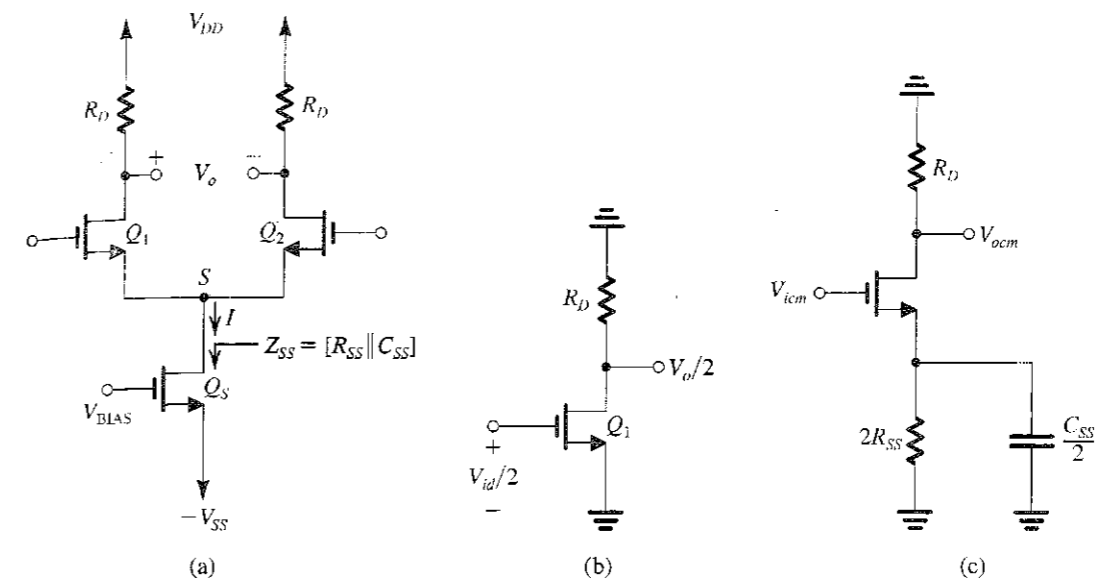 V_DD
R_D
R_D
+
V_o
−
Q_1
Q_2
S
I
Z_SS = [R_SS || C_SS]
Q_S
V_BIAS
−V_SS
(a)
R_D
V_o/2
Q_1
+
V_id/2
−
(b)
R_D
V_ocm
V_icm
2R_SS
C_SS
2
(c)